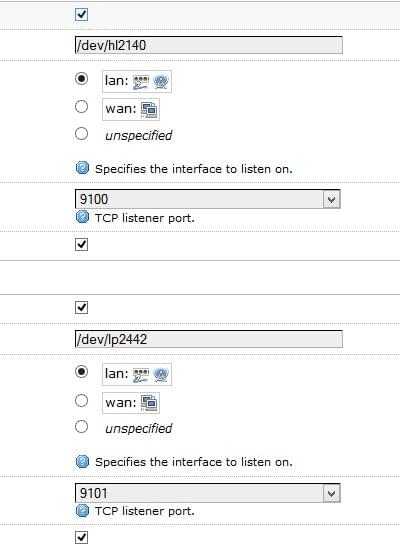 /dev/hl2140
lan:
wan:
unspecified
Specifies the interface to listen on.
9100
TCP listener port.
/dev/lp2442
lan:
wan:
unspecified
Specifies the interface to listen on.
9101
TCP listener port.